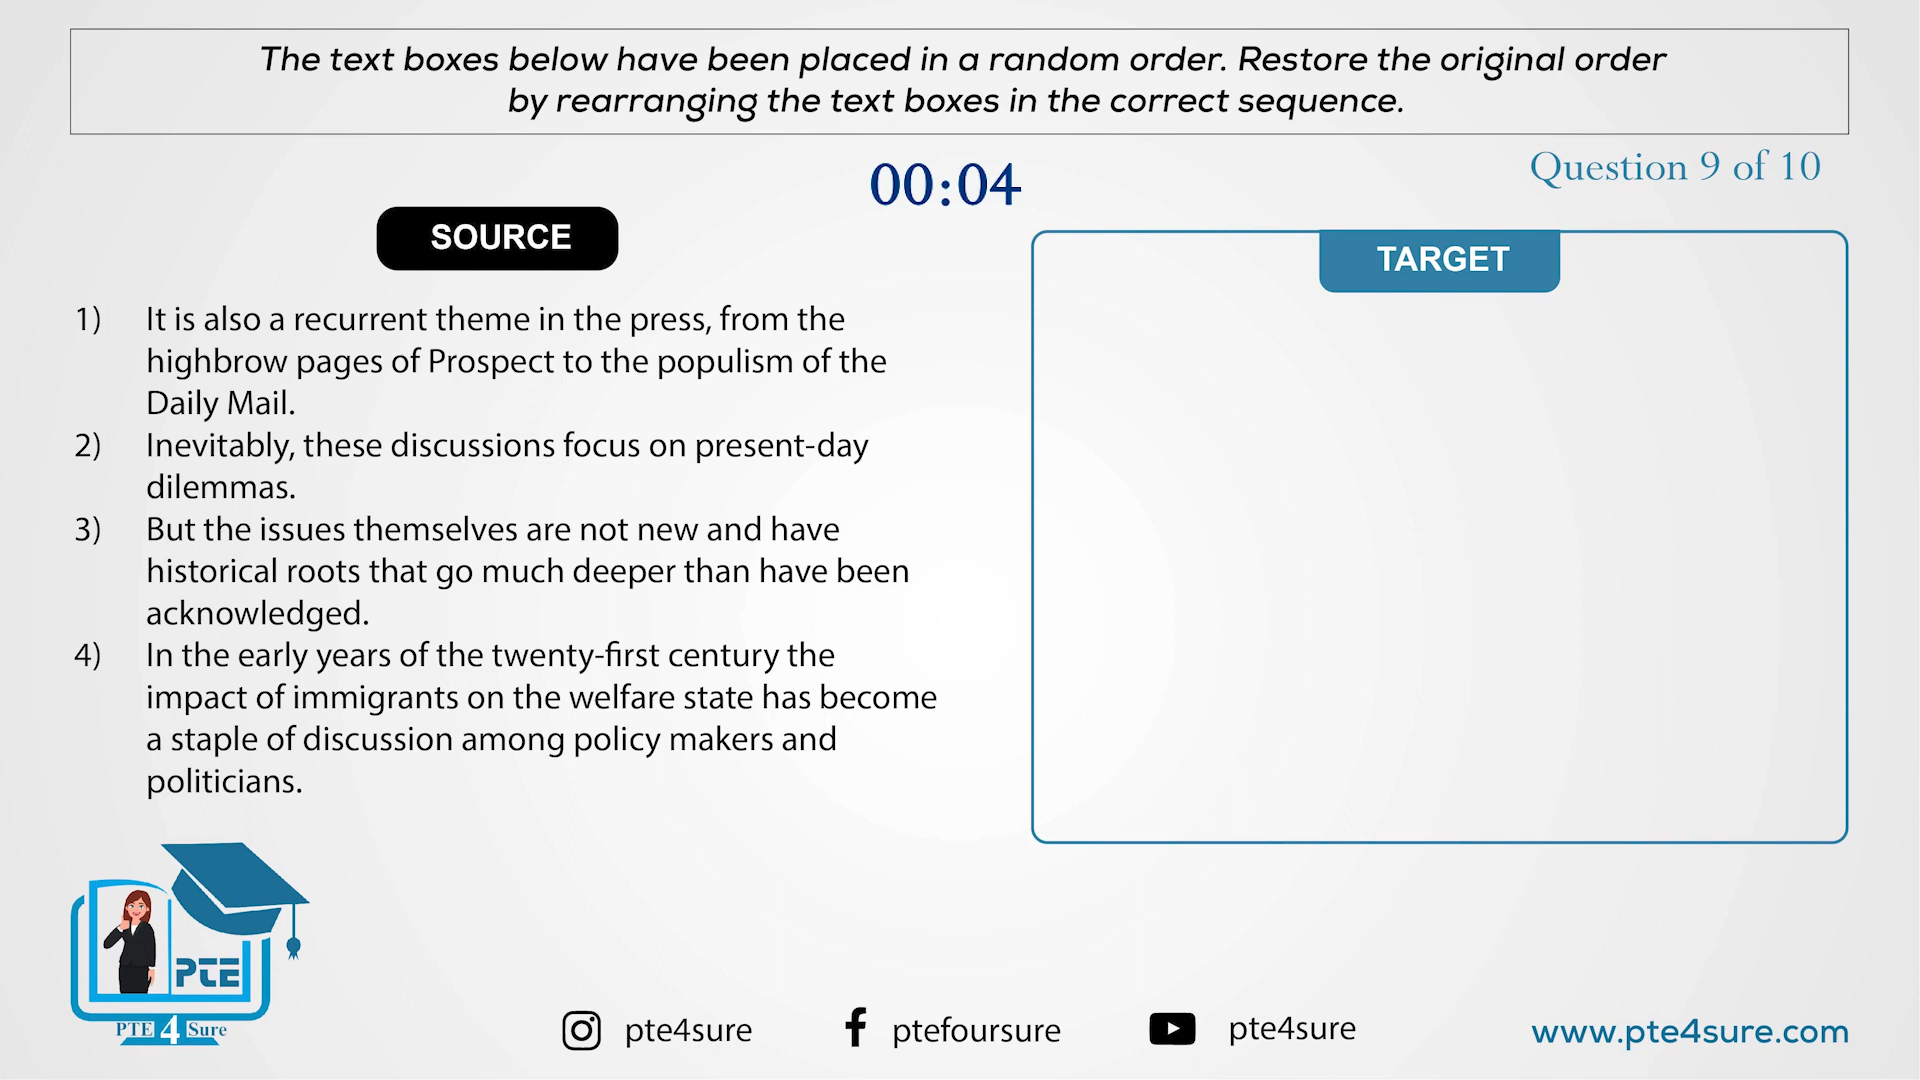 The text boxes below have been placed in a random order. Restore the original order
by rearranging the text boxes in the correct sequence.
00:04
Question 9 of 10
SOURCE
TARGET
1) It is also a recurrent theme in the press, from the
highbrow pages of Prospect to the populism of the
Daily Mail.
2) Inevitably, these discussions focus on present-day
dilemmas.
3) But the issues themselves are not new and have
historical roots that go much deeper than have been
acknowledged.
4) In the early years of the twenty-first century the
impact of immigrants on the welfare state has become
a staple of discussion among policy makers and
politicians.
PTE
PTE 4 Sure
pte4sure
ptefoursure
pte4sure
www.pte4sure.com